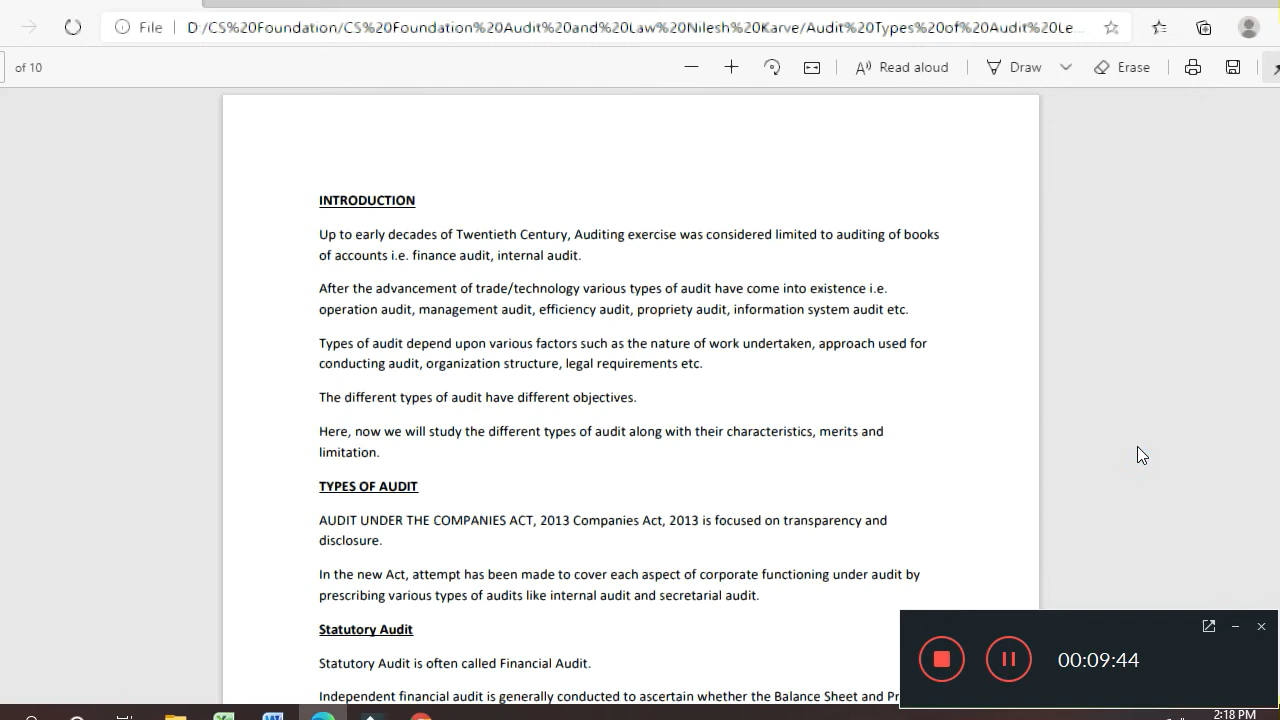 File D:/CS%20Foundation/CS%20Foundation%20Audit%20and%20Law%20Nilesh%20Karve/Audit%20Types%20of%20Audit%20Le...
of 10 Read aloud Draw Erase
INTRODUCTION
Up to early decades of Twentieth Century, Auditing exercise was considered limited to auditing of books
of accounts i.e. finance audit, internal audit.
After the advancement of trade/technology various types of audit have come into existence i.e.
operation audit, management audit, efficiency audit, propriety audit, information system audit etc.
Types of audit depend upon various factors such as the nature of work undertaken, approach used for
conducting audit, organization structure, legal requirements etc.
The different types of audit have different objectives.
Here, now we will study the different types of audit along with their characteristics, merits and
limitation.
TYPES OF AUDIT
AUDIT UNDER THE COMPANIES ACT, 2013 Companies Act, 2013 is focused on transparency and
disclosure.
In the new Act, attempt has been made to cover each aspect of corporate functioning under audit by
prescribing various types of audits like internal audit and secretarial audit.
Statutory Audit
Statutory Audit is often called Financial Audit.
Independent financial audit is generally conducted to ascertain whether the Balance Sheet and Pr
00:09:44
2:18 PM